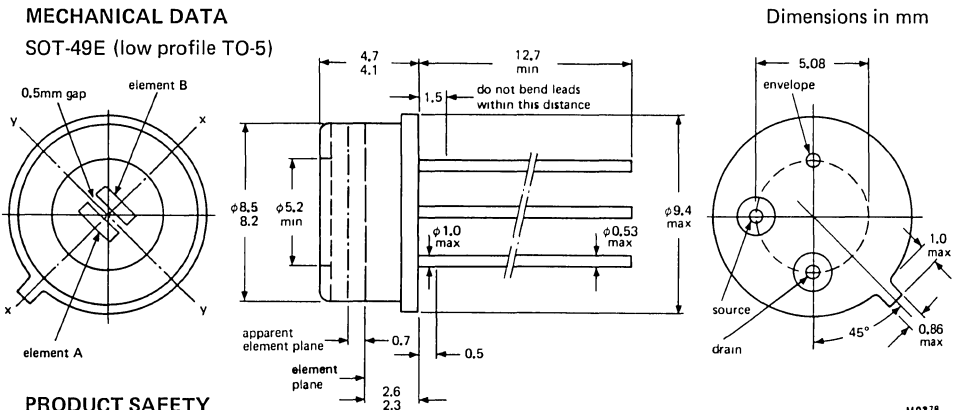 MECHANICAL DATA
Dimensions in mm
SOT-49E (low profile TO-5)
0.5mm gap
element B
y
x
x
y
element A
4.7
4.1
12.7
min
1.5
do not bend leads
within this distance
ϕ8.5
8.2
ϕ5.2
min
ϕ1.0
max
ϕ0.53
max
ϕ9.4
max
apparent
element plane
0.7
0.5
element
plane
2.6
2.3
5.08
envelope
source
drain
45°
1.0
max
0.86
max
PRODUCT SAFETY